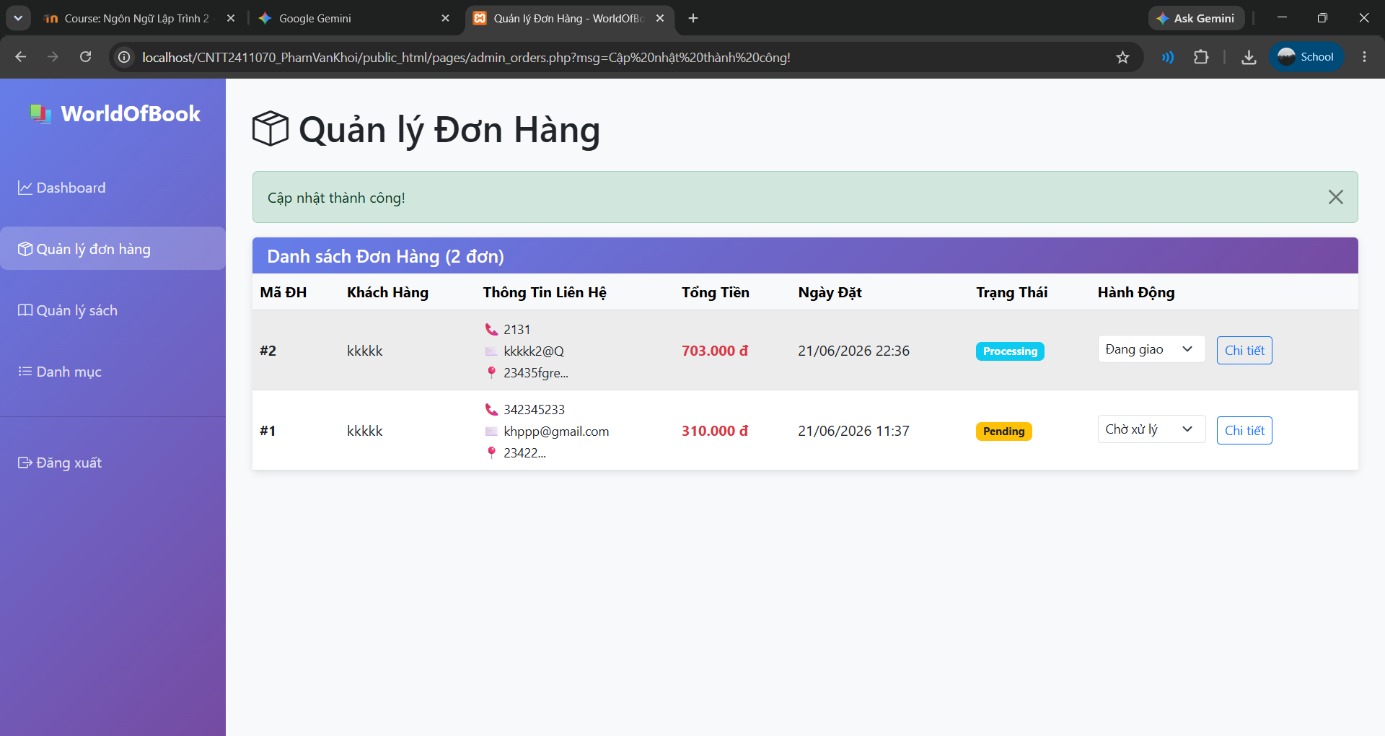 Course: Ngôn Ngữ Lập Trình 2
Google Gemini
Quản lý Đơn Hàng - WorldOfBo
Ask Gemini
localhost/CNTT2411070_PhamVanKhoi/public_html/pages/admin_orders.php?msg=Cập%20nhật%20thành%20công!
School
WorldOfBook
Dashboard
Quản lý đơn hàng
Quản lý sách
Danh mục
Đăng xuất
Quản lý Đơn Hàng
Cập nhật thành công!
Danh sách Đơn Hàng (2 đơn)
Mã ĐH Khách Hàng Thông Tin Liên Hệ Tổng Tiền Ngày Đặt Trạng Thái Hành Động
2131
#2 kkkkk kkkkk2@Q 703.000 đ 21/06/2026 22:36 Processing Đang giao Chi tiết
23435fgre...
342345233
#1 kkkkk khppp@gmail.com 310.000 đ 21/06/2026 11:37 Pending Chờ xử lý Chi tiết
23422...